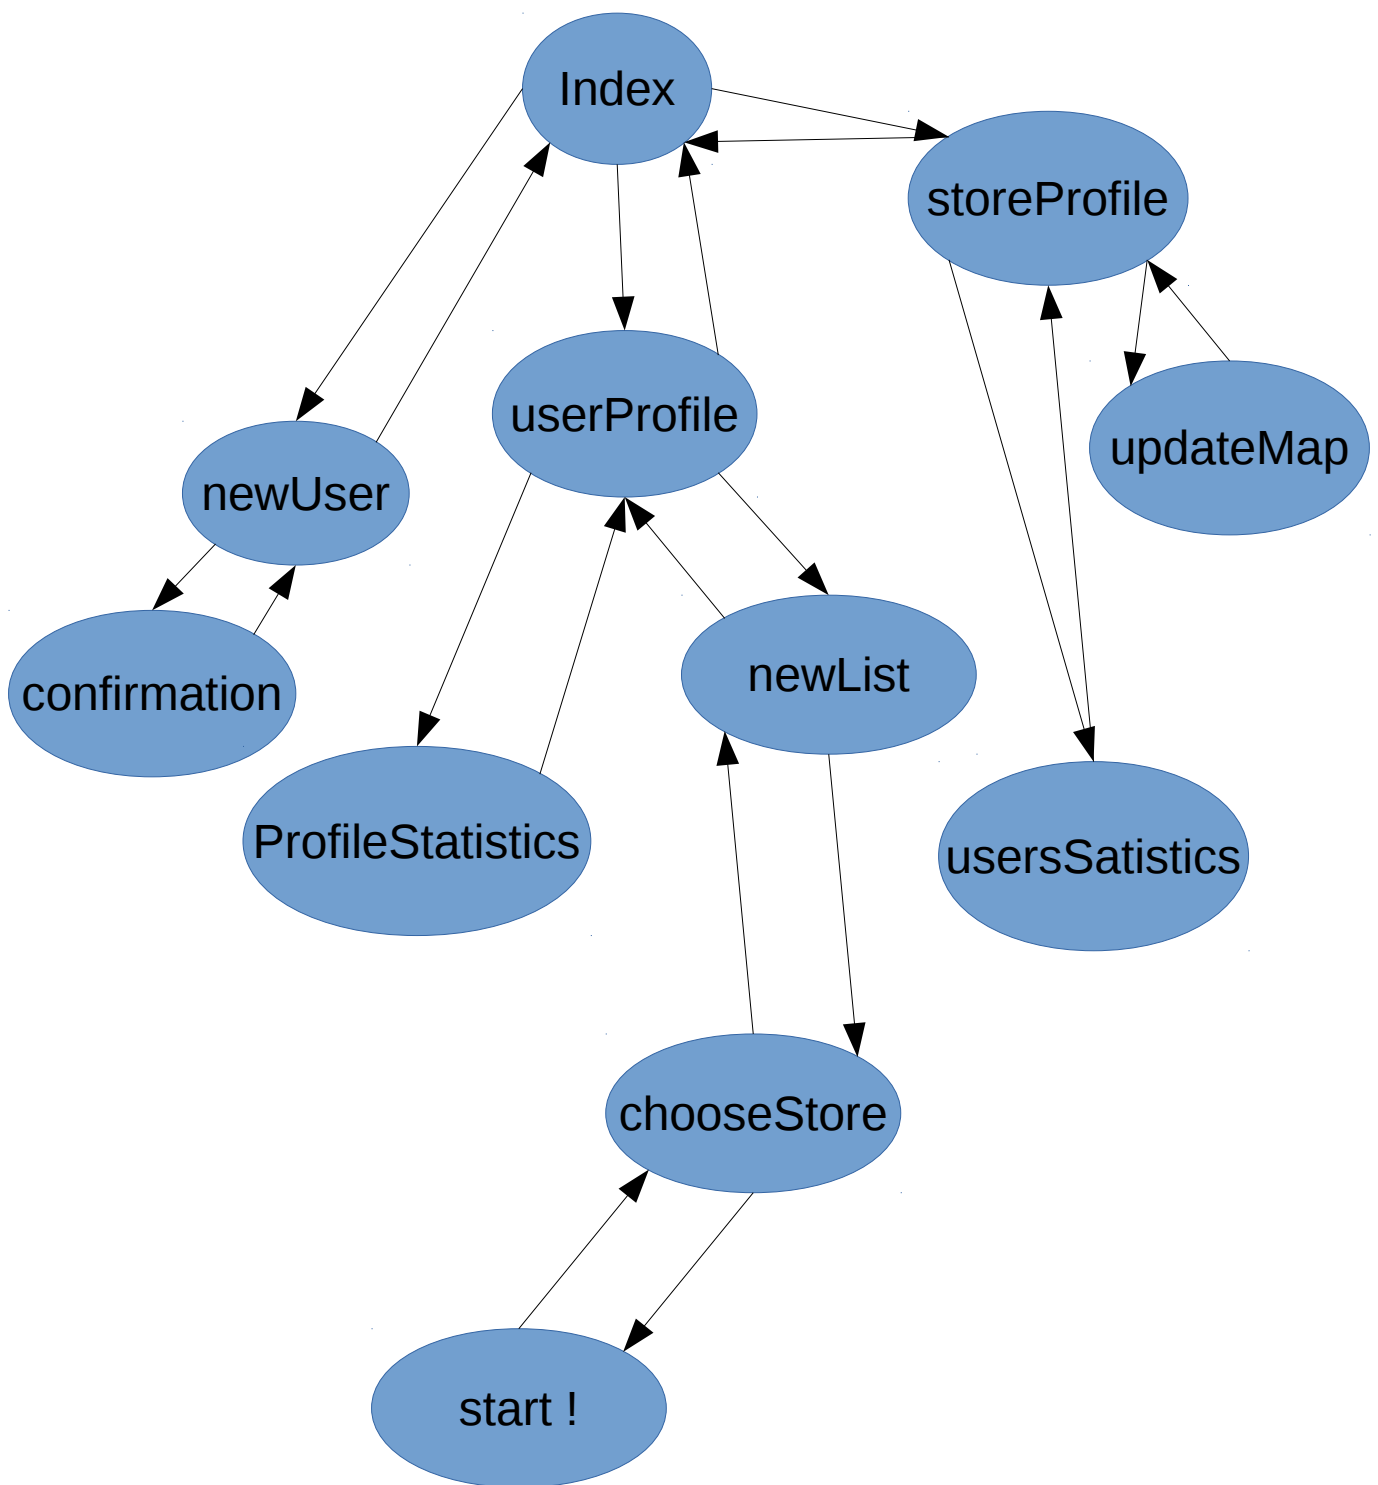 Index
storeProfile
userProfile
updateMap
newUser
newList
confirmation
ProfileStatistics
usersSatistics
chooseStore
start !